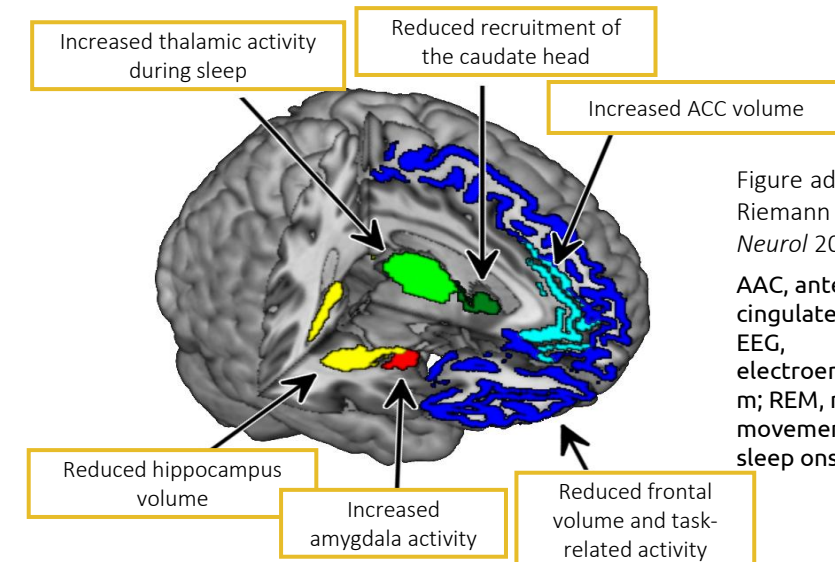 Increased thalamic activity
during sleep
Reduced recruitment of
the caudate head
Increased ACC volume
Figure ad
Riemann
Neurol 20
AAC, ante
cingulate
EEG,
electroen
m; REM, r
movemen
sleep ons
Reduced hippocampus
volume
Increased
amygdala activity
Reduced frontal
volume and task-
related activity